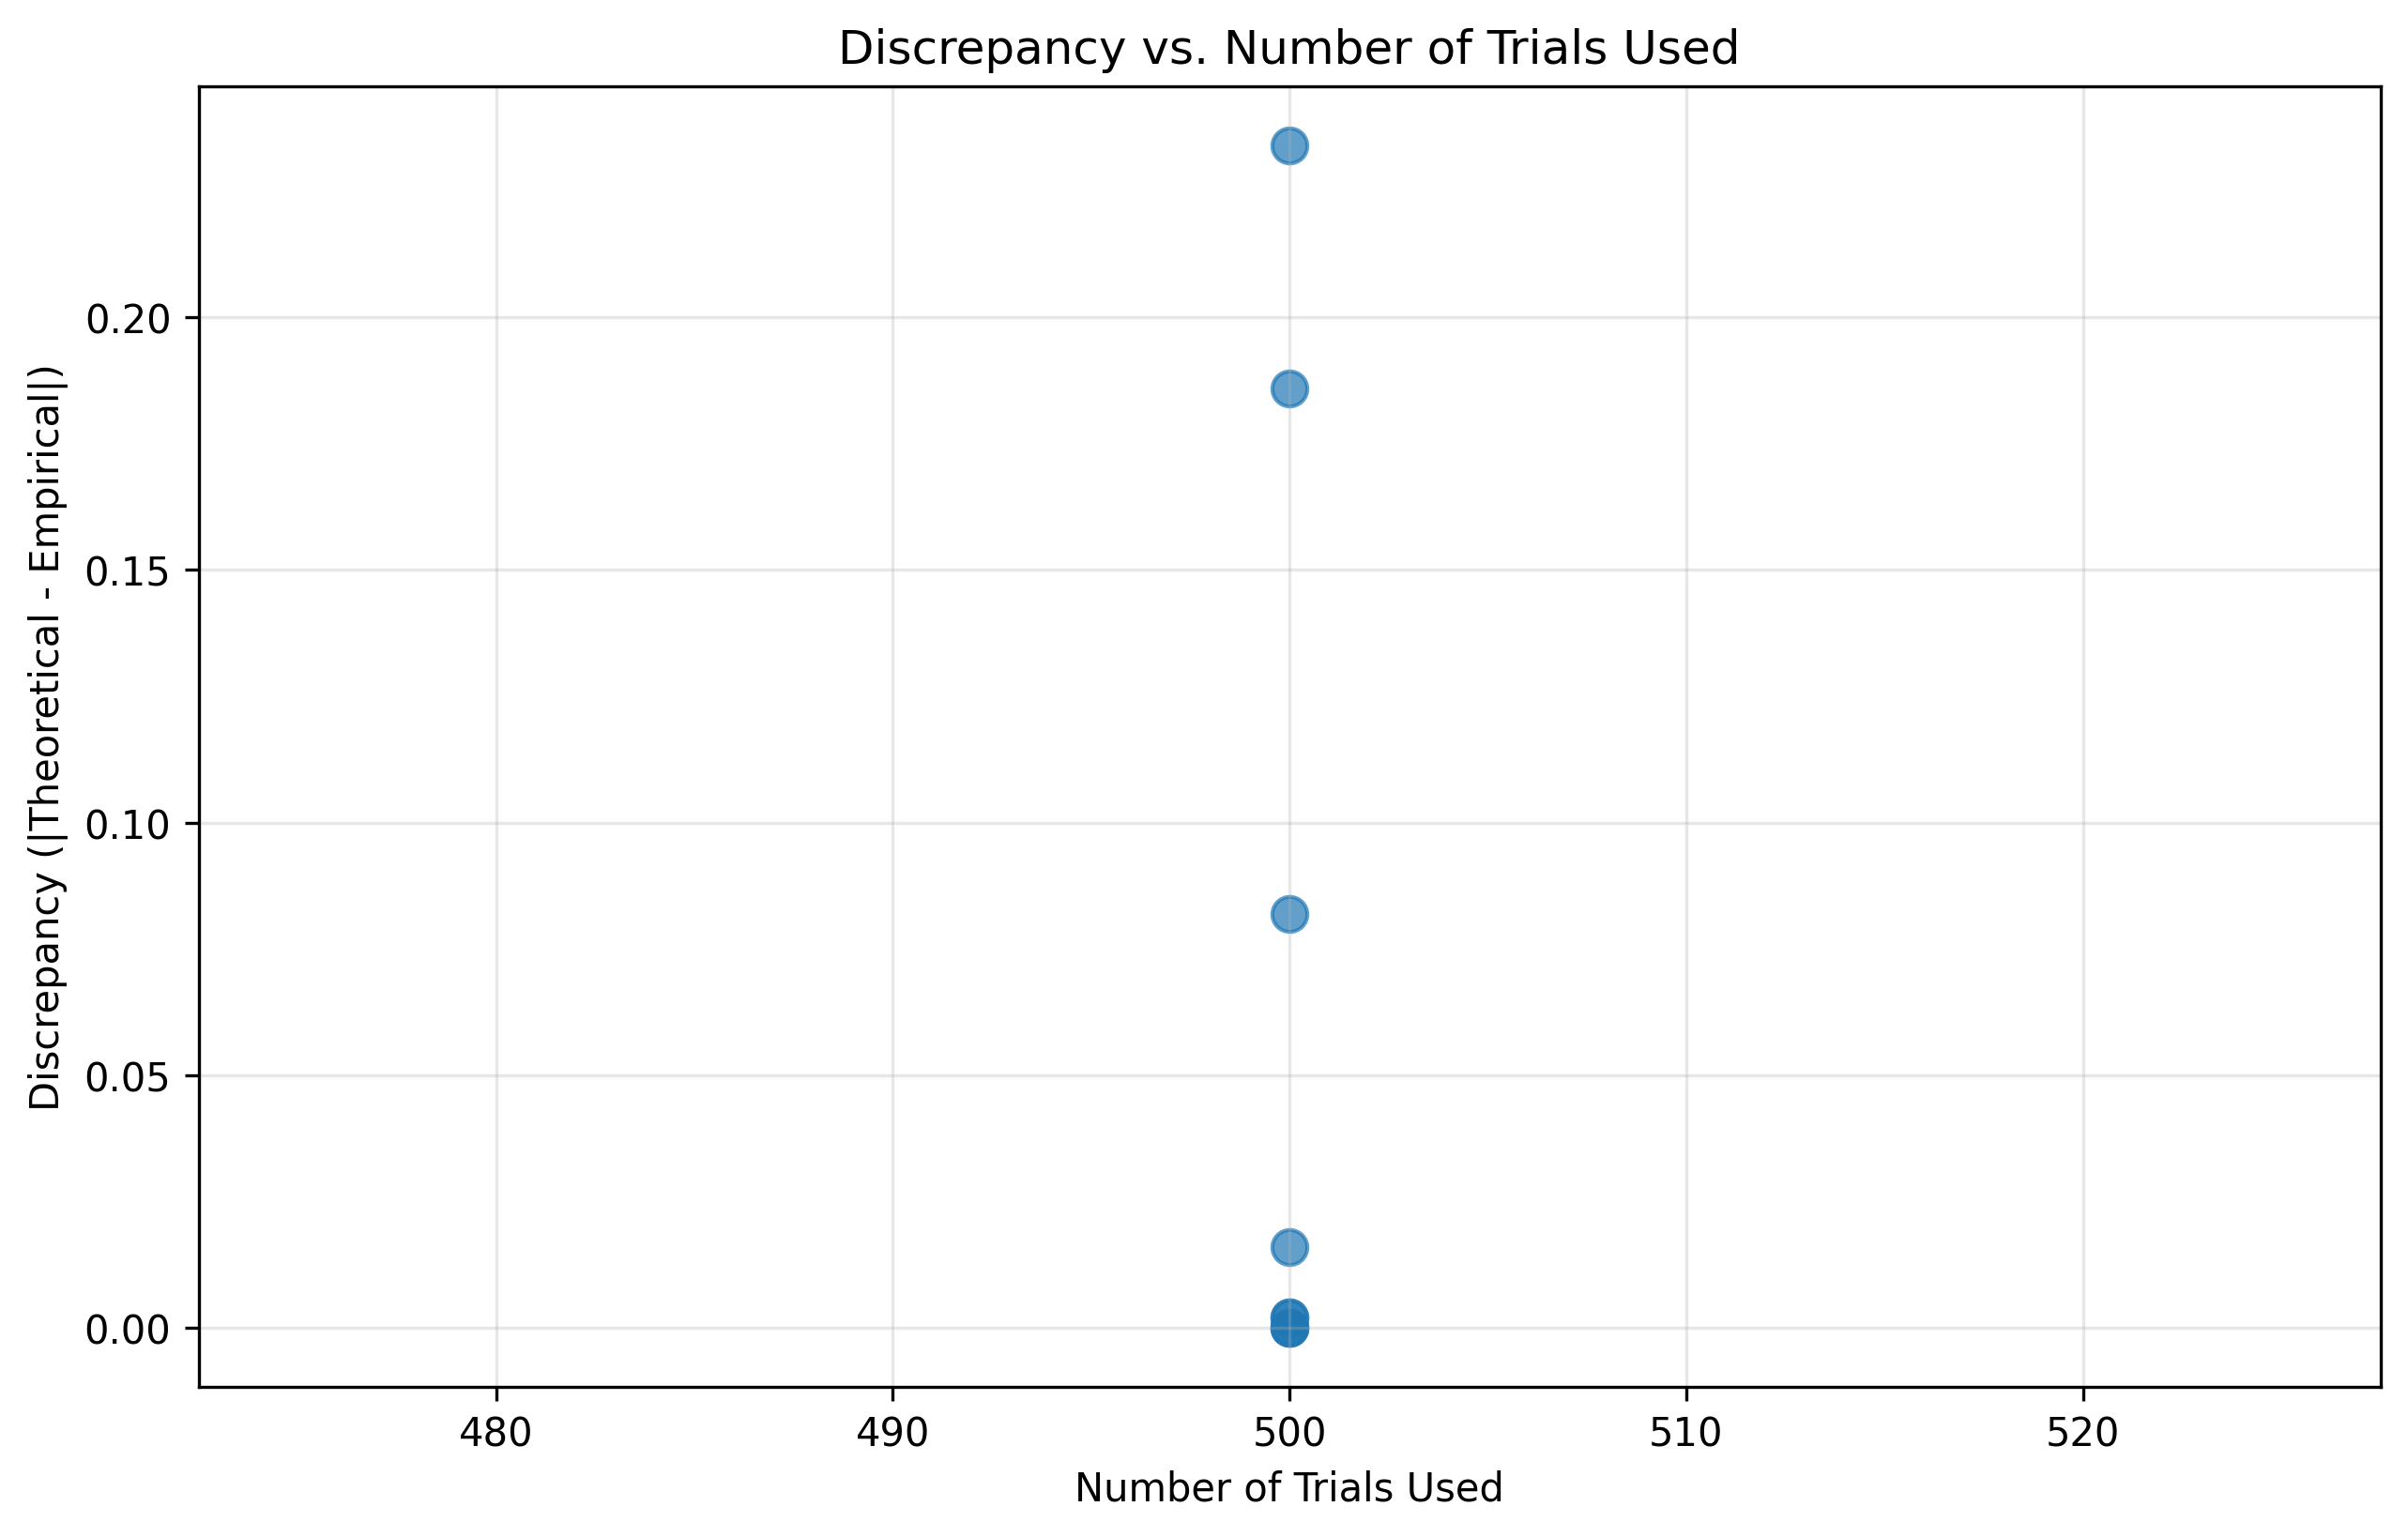 Discrepancy vs. Number of Trials Used
Discrepancy (|Theoretical - Empirical|)
0.20
0.15
0.10
0.05
0.00
480 490 500 510 520
Number of Trials Used